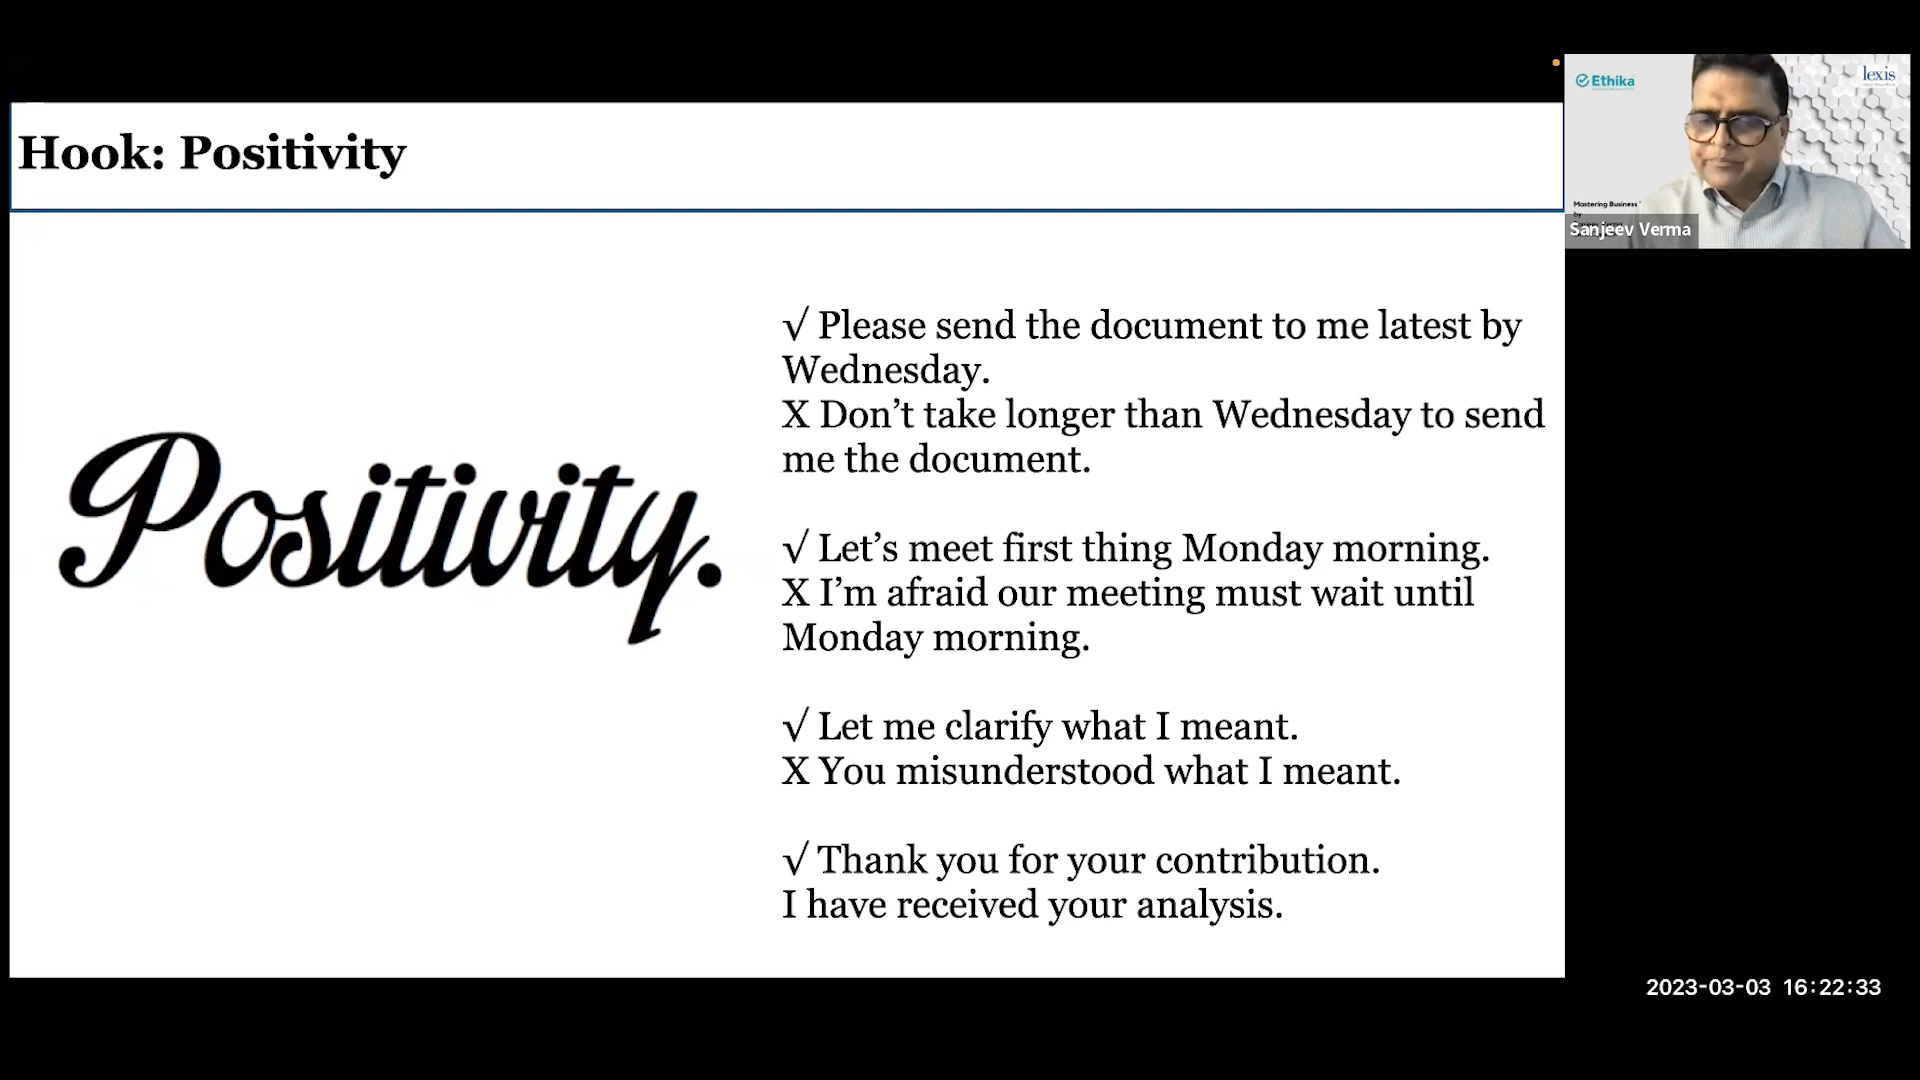 Hook: Positivity
Positivity.
√ Please send the document to me latest by
Wednesday.
X Don’t take longer than Wednesday to send
me the document.
√ Let’s meet first thing Monday morning.
X I’m afraid our meeting must wait until
Monday morning.
√ Let me clarify what I meant.
X You misunderstood what I meant.
√ Thank you for your contribution.
I have received your analysis.
Ethika
lexis
Mastering Business
by
Sanjeev Verma
2023-03-03 16:22:33